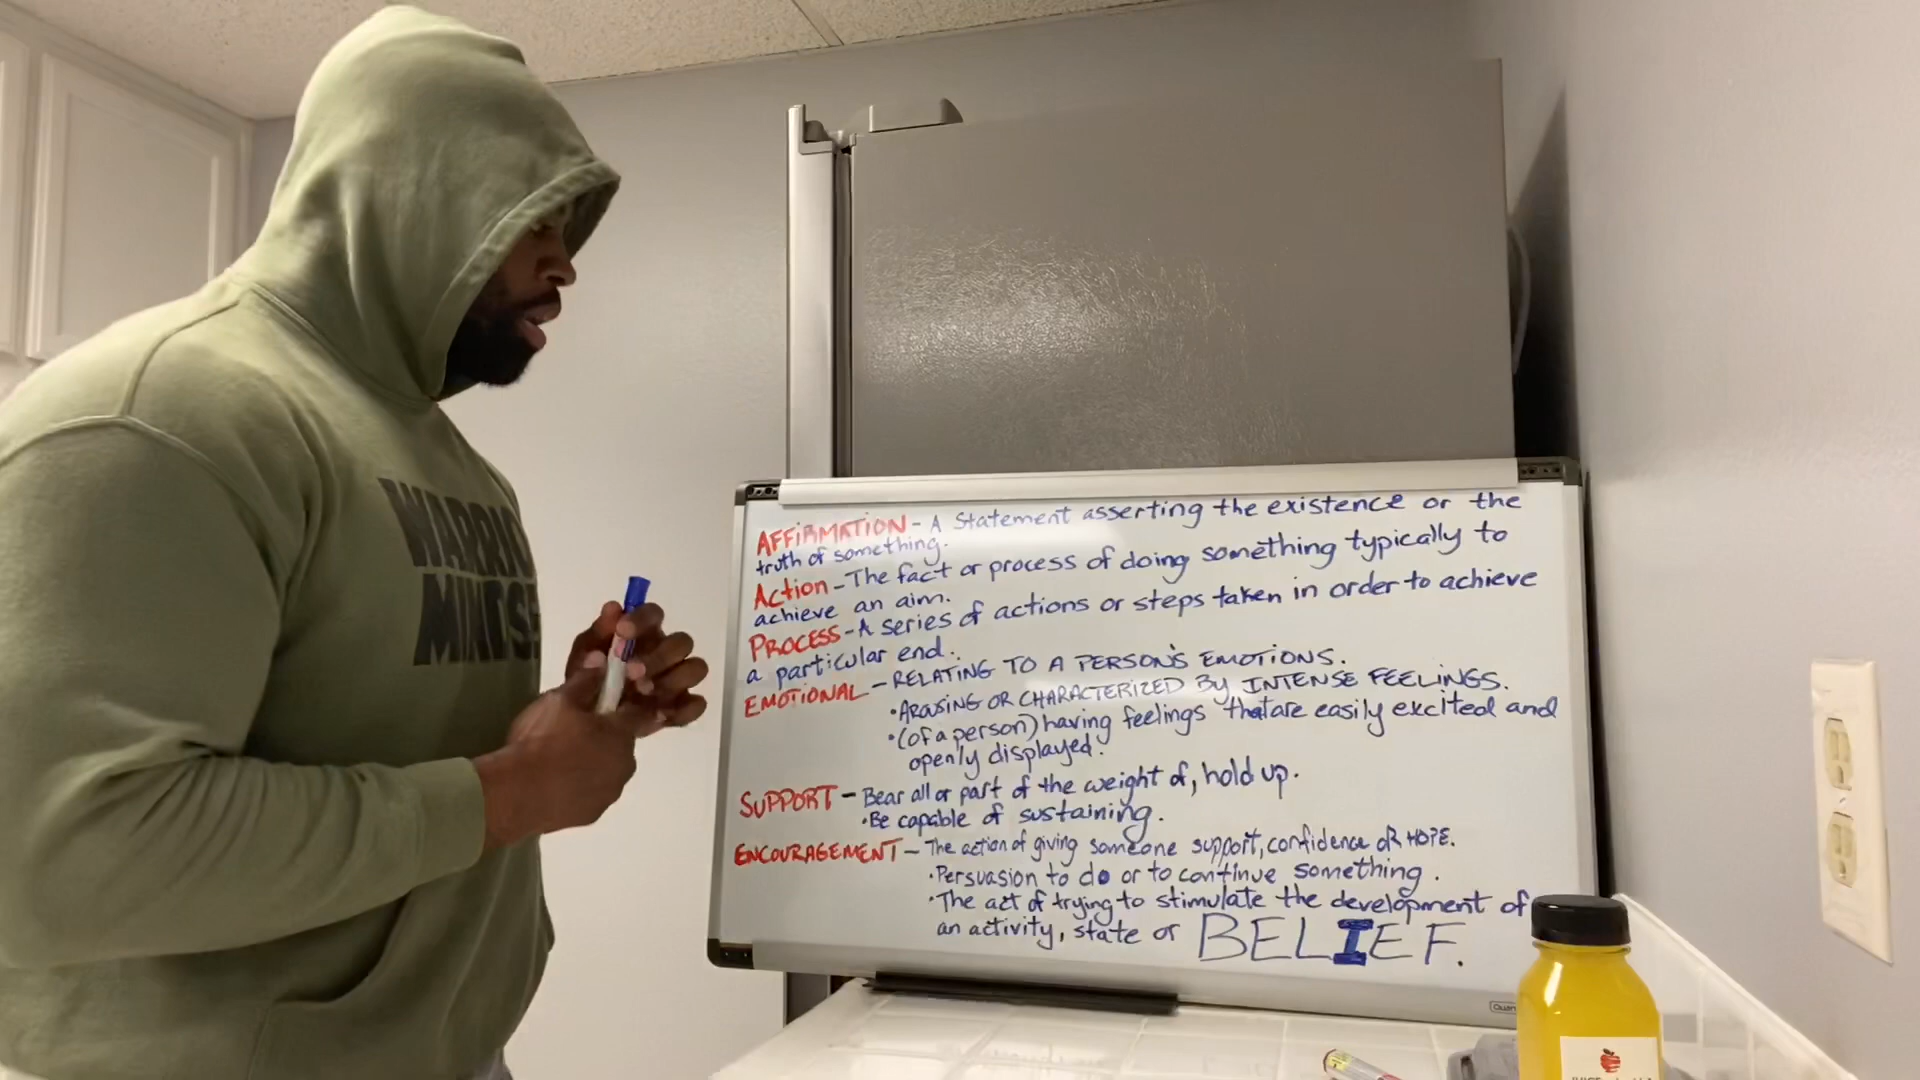 WARRIO
MINDSE
AFFIRMATION - A Statement asserting the existence or the
truth of something.
Action - The fact or process of doing something typically to
achieve an aim.
PROCESS - A series of actions or steps taken in order to achieve
a particular end.
EMOTIONAL - RELATING TO A PERSON'S EMOTIONS.
• AROUSING OR CHARACTERIZED BY INTENSE FEELINGS.
• (of a person) having feelings that are easily excited and
openly displayed.
SUPPORT - Bear all or part of the weight of, hold up.
• Be capable of sustaining.
ENCOURAGEMENT - The action of giving someone support, confidence OR HOPE.
• Persuasion to do or to continue something.
• The act of trying to stimulate the development of
an activity, state or BELIEF.